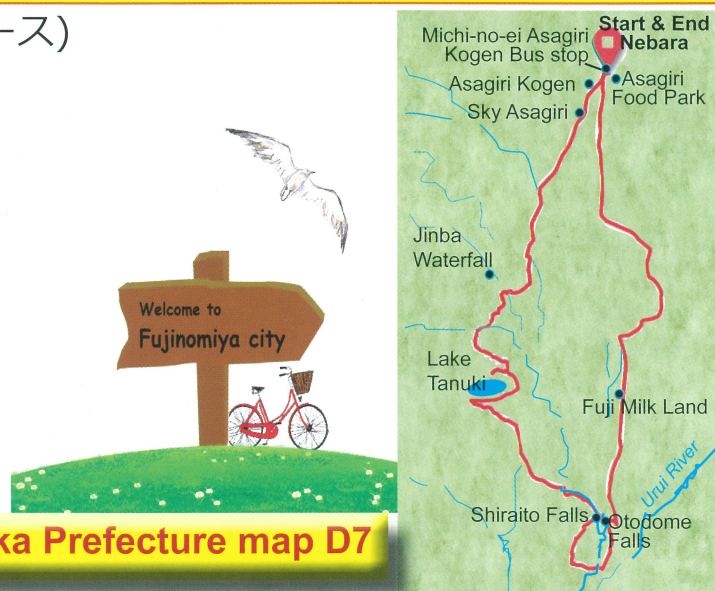 ース)
Welcome to
Fujinomiya city
ka Prefecture map D7
Start & End
Nebara
Michi-no-ei Asagiri
Kogen Bus stop
Asagiri Kogen
Asagiri
Food Park
Sky Asagiri
Jinba
Waterfall
Lake
Tanuki
Fuji Milk Land
Urui River
Shiraito Falls
Otodome
Falls